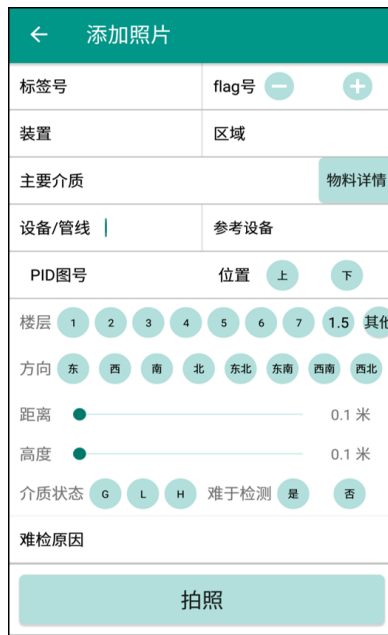 添加照片
标签号 flag号
装置 区域
主要介质 物料详情
设备/管线 参考设备
PID图号 位置 上 下
楼层 1 2 3 4 5 6 7 1.5 其他
方向 东 西 南 北 东北 东南 西南 西北
距离 0.1 米
高度 0.1 米
介质状态 G L H 难于检测 是 否
难检原因
拍照